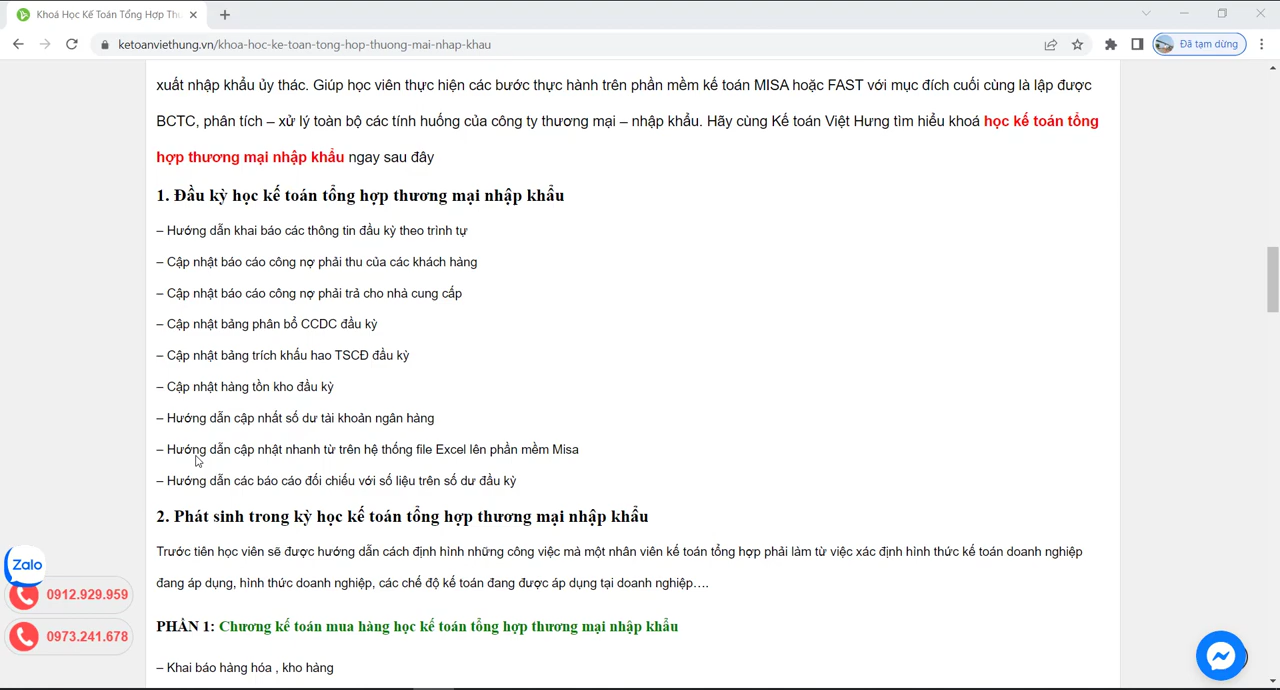 Khoá Học Kế Toán Tổng Hợp Thư
ketoanviethung.vn/khoa-hoc-ke-toan-tong-hop-thuong-mai-nhap-khau
Đã tạm dừng
xuất nhập khẩu ủy thác. Giúp học viên thực hiện các bước thực hành trên phần mềm kế toán MISA hoặc FAST với mục đích cuối cùng là lập được
BCTC, phân tích – xử lý toàn bộ các tính huống của công ty thương mại – nhập khẩu. Hãy cùng Kế toán Việt Hưng tìm hiểu khoá học kế toán tổng
hợp thương mại nhập khẩu ngay sau đây
1. Đầu kỳ học kế toán tổng hợp thương mại nhập khẩu
– Hướng dẫn khai báo các thông tin đầu kỳ theo trình tự
– Cập nhật báo cáo công nợ phải thu của các khách hàng
– Cập nhật báo cáo công nợ phải trả cho nhà cung cấp
– Cập nhật bảng phân bổ CCDC đầu kỳ
– Cập nhật bảng trích khấu hao TSCĐ đầu kỳ
– Cập nhật hàng tồn kho đầu kỳ
– Hướng dẫn cập nhất số dư tài khoản ngân hàng
– Hướng dẫn cập nhật nhanh từ trên hệ thống file Excel lên phần mềm Misa
– Hướng dẫn các báo cáo đối chiếu với số liệu trên số dư đầu kỳ
2. Phát sinh trong kỳ học kế toán tổng hợp thương mại nhập khẩu
Trước tiên học viên sẽ được hướng dẫn cách định hình những công việc mà một nhân viên kế toán tổng hợp phải làm từ việc xác định hình thức kế toán doanh nghiệp
đang áp dụng, hình thức doanh nghiệp, các chế độ kế toán đang được áp dụng tại doanh nghiệp….
Zalo
0912.929.959
0973.241.678
PHẦN 1: Chương kế toán mua hàng học kế toán tổng hợp thương mại nhập khẩu
– Khai báo hàng hóa , kho hàng